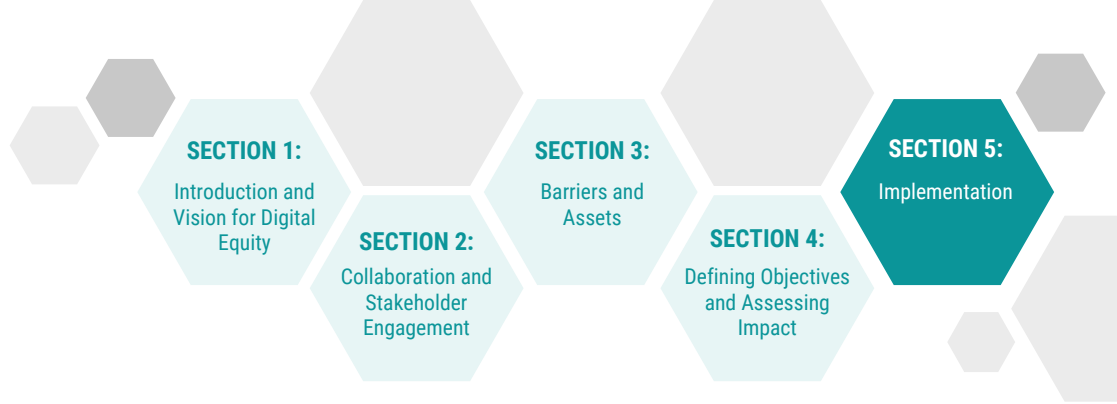 SECTION 1:
Introduction and
Vision for Digital
Equity
SECTION 2:
Collaboration and
Stakeholder
Engagement
SECTION 3:
Barriers and
Assets
SECTION 4:
Defining Objectives
and Assessing
Impact
SECTION 5:
Implementation